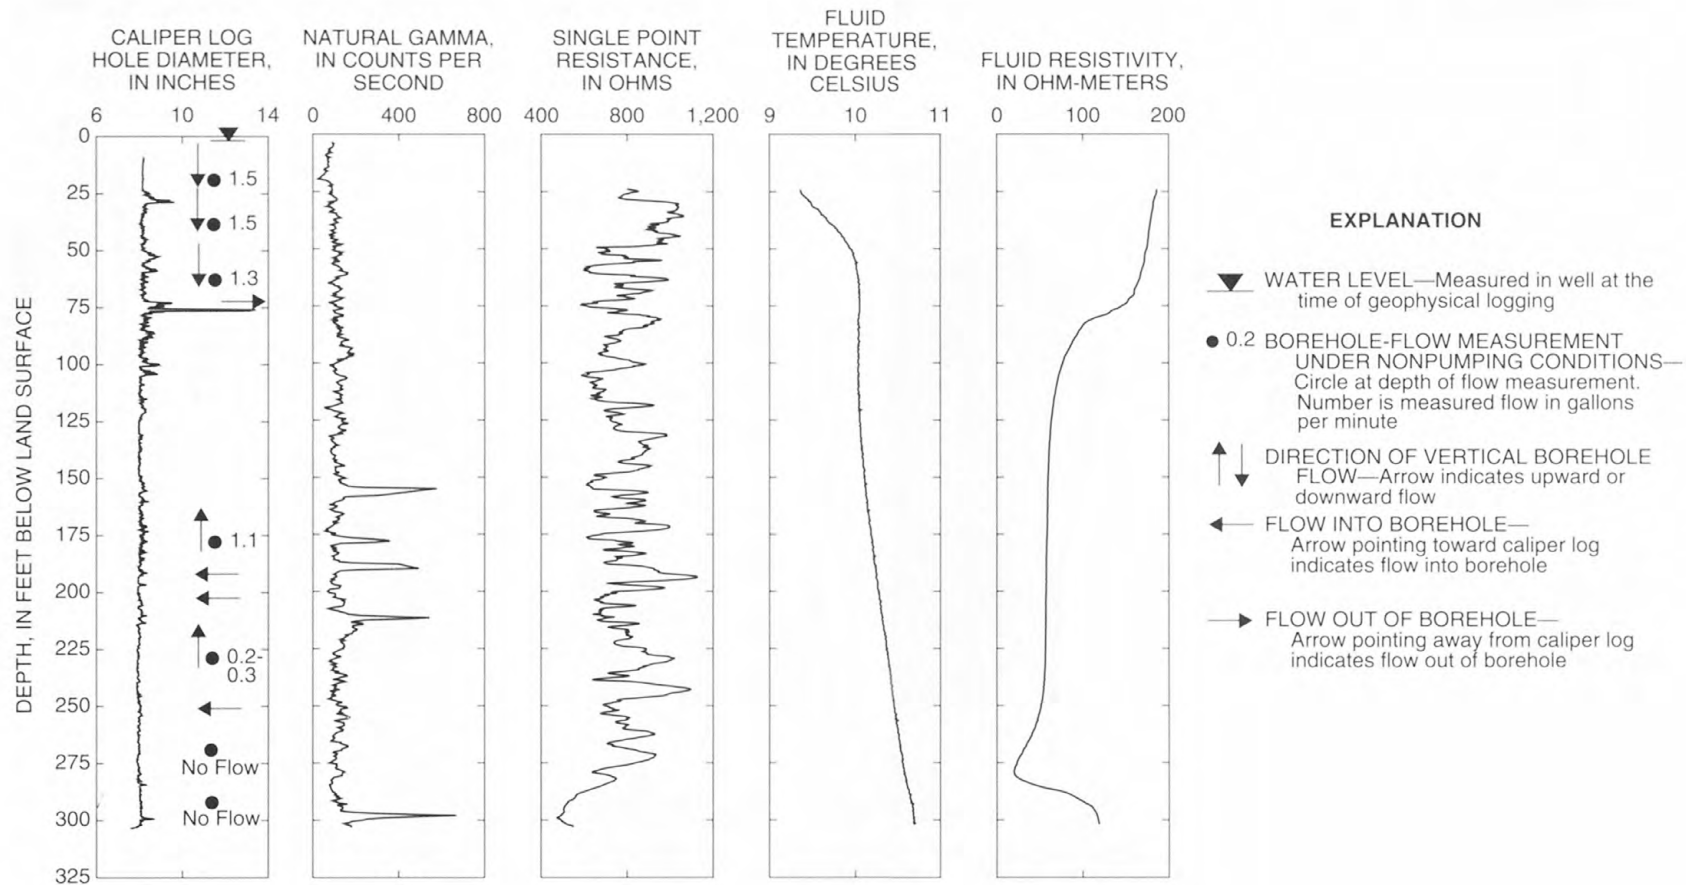 CALIPER LOG
HOLE DIAMETER,
IN INCHES
6 10 14
NATURAL GAMMA,
IN COUNTS PER
SECOND
0 400 800
SINGLE POINT
RESISTANCE,
IN OHMS
400 800 1,200
FLUID
TEMPERATURE,
IN DEGREES
CELSIUS
9 10 11
FLUID RESISTIVITY,
IN OHM-METERS
0 100 200
DEPTH, IN FEET BELOW LAND SURFACE
0
25
50
75
100
125
150
175
200
225
250
275
300
325
1.5
1.5
1.3
1.1
0.2-
0.3
No Flow
No Flow
EXPLANATION
WATER LEVEL—Measured in well at the
time of geophysical logging
0.2 BOREHOLE-FLOW MEASUREMENT
UNDER NONPUMPING CONDITIONS—
Circle at depth of flow measurement.
Number is measured flow in gallons
per minute
DIRECTION OF VERTICAL BOREHOLE
FLOW—Arrow indicates upward or
downward flow
FLOW INTO BOREHOLE—
Arrow pointing toward caliper log
indicates flow into borehole
FLOW OUT OF BOREHOLE—
Arrow pointing away from caliper log
indicates flow out of borehole